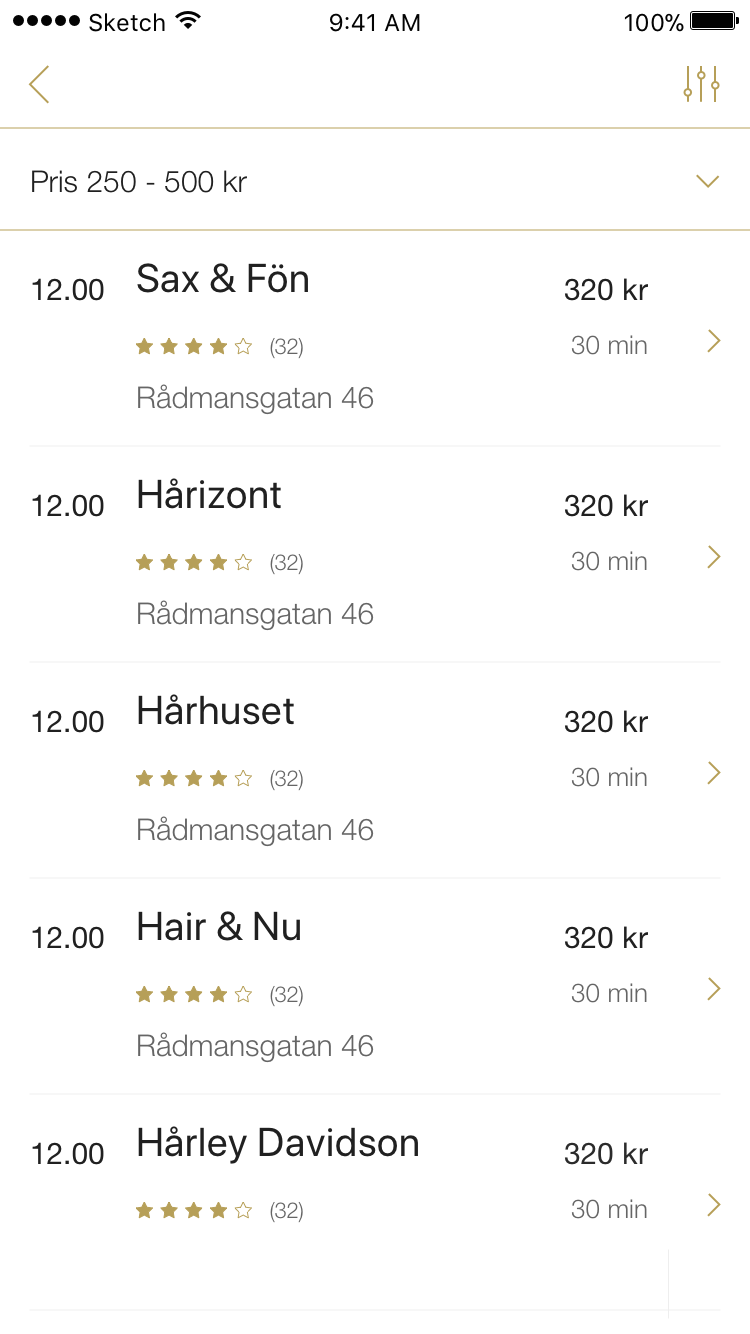 Sketch 9:41 AM 100%
Pris 250 - 500 kr
12.00 Sax & Fön 320 kr
(32) 30 min
Rådmansgatan 46
12.00 Hårizont 320 kr
(32) 30 min
Rådmansgatan 46
12.00 Hårhuset 320 kr
(32) 30 min
Rådmansgatan 46
12.00 Hair & Nu 320 kr
(32) 30 min
Rådmansgatan 46
12.00 Hårley Davidson 320 kr
(32) 30 min